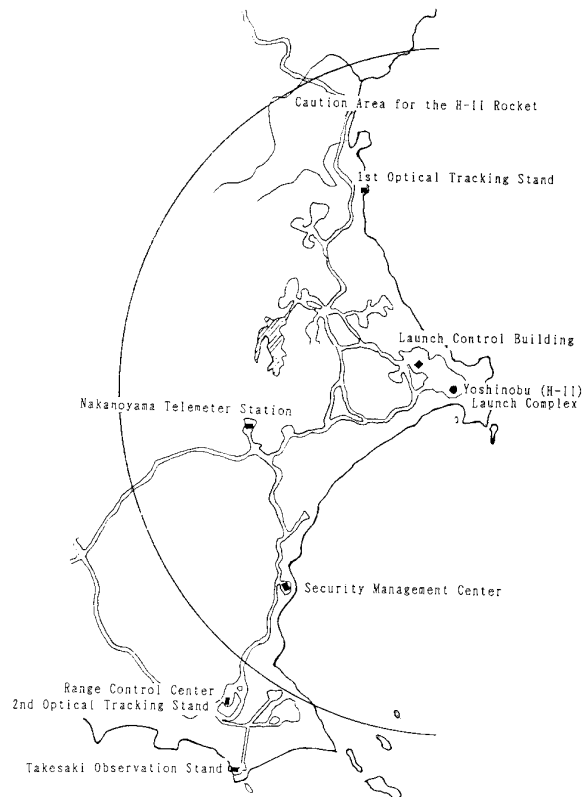 Caution Area for the H-II Rocket
1st Optical Tracking Stand
Launch Control Building
Yoshinobu (H-II)
Launch Complex
Nakanoyama Telemeter Station
Security Management Center
Range Control Center
2nd Optical Tracking Stand
Takesaki Observation Stand